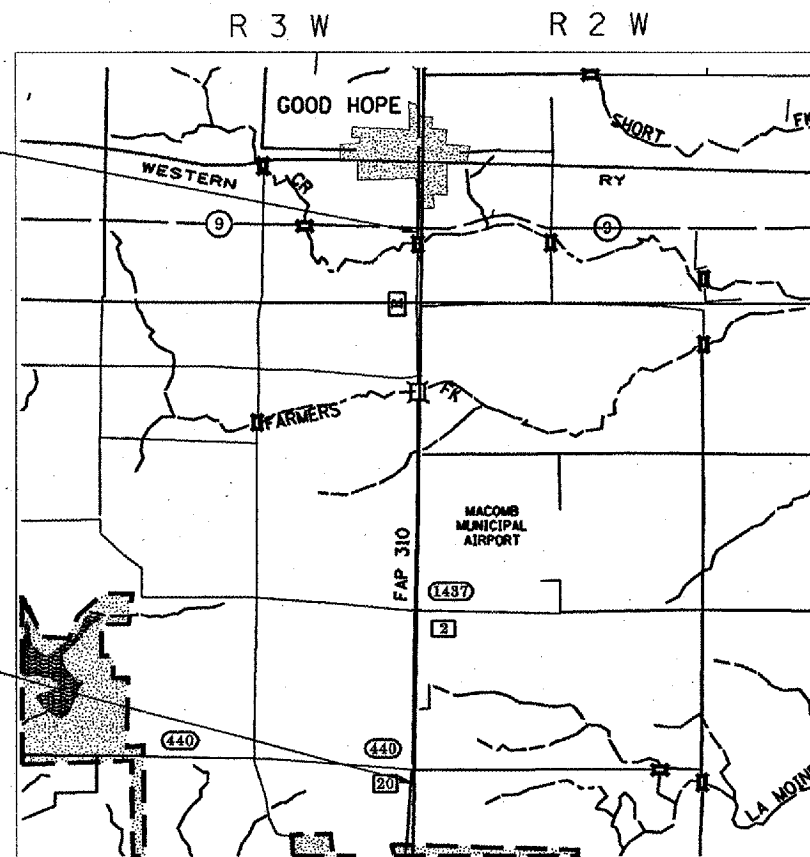 R 3 W
R 2 W
GOOD HOPE
SHORT
WESTERN
CR
RY
9
9
FARMERS
FK
MACOMB
MUNICIPAL
AIRPORT
FAP 310
1437
2
440
440
20
LA MOINE